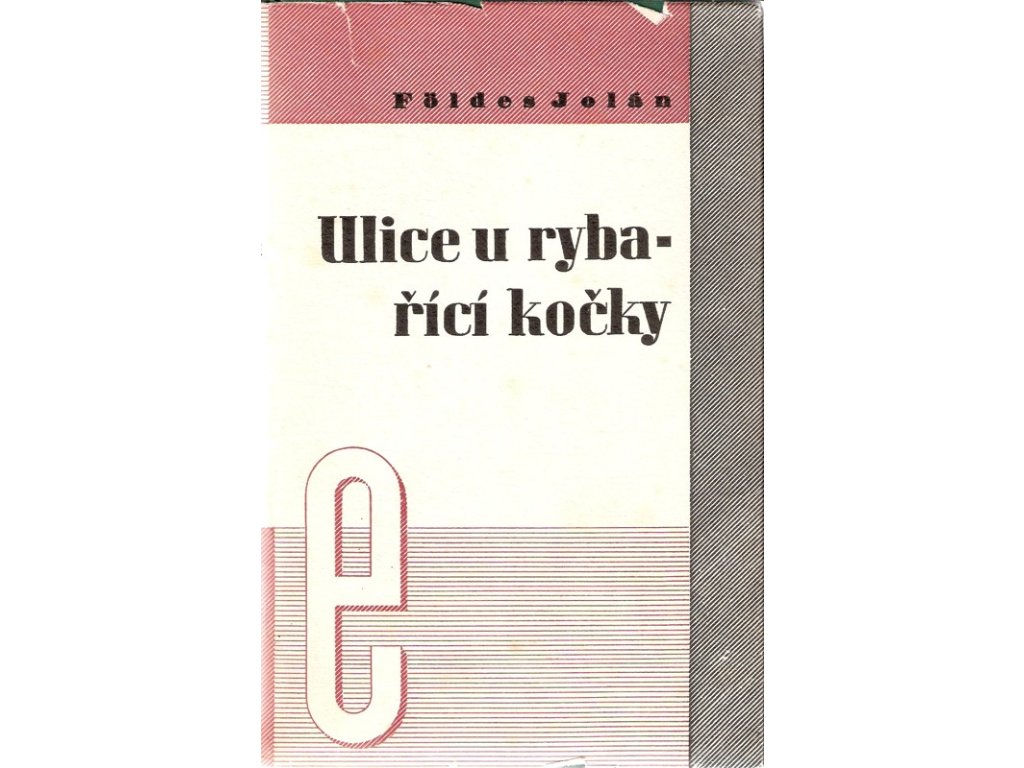 Földes Jolán
Ulice u ryba-
řící kočky
e